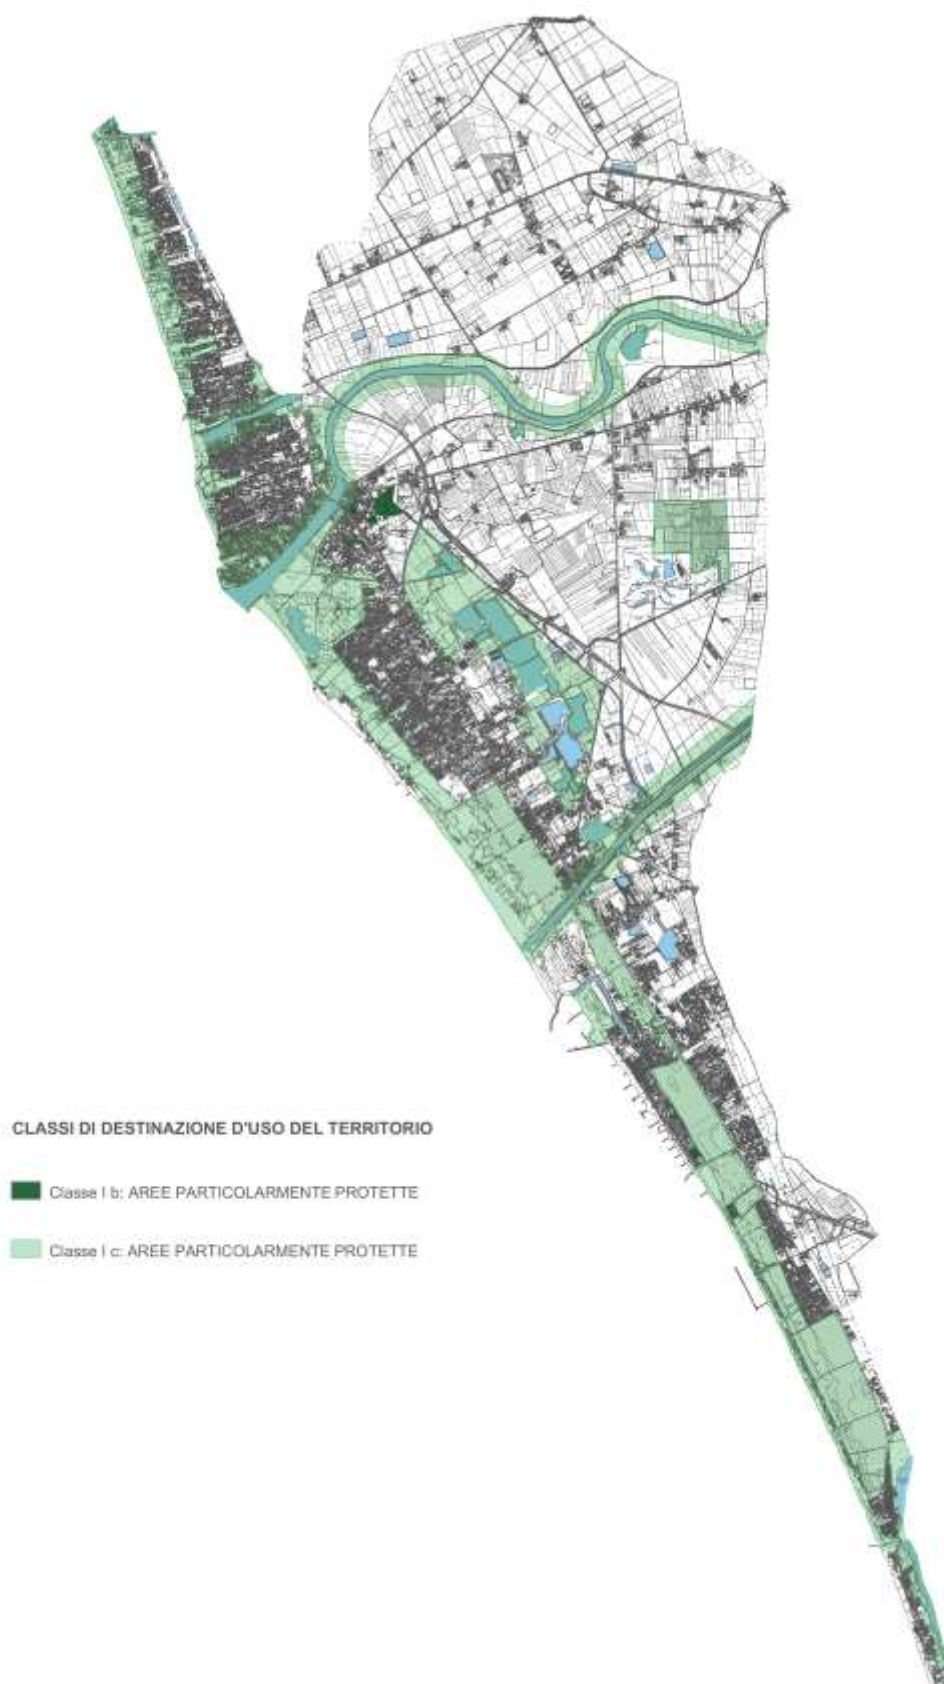 CLASSI DI DESTINAZIONE D'USO DEL TERRITORIO
Classe I b: AREE PARTICOLARMENTE PROTETTE
Classe I c: AREE PARTICOLARMENTE PROTETTE